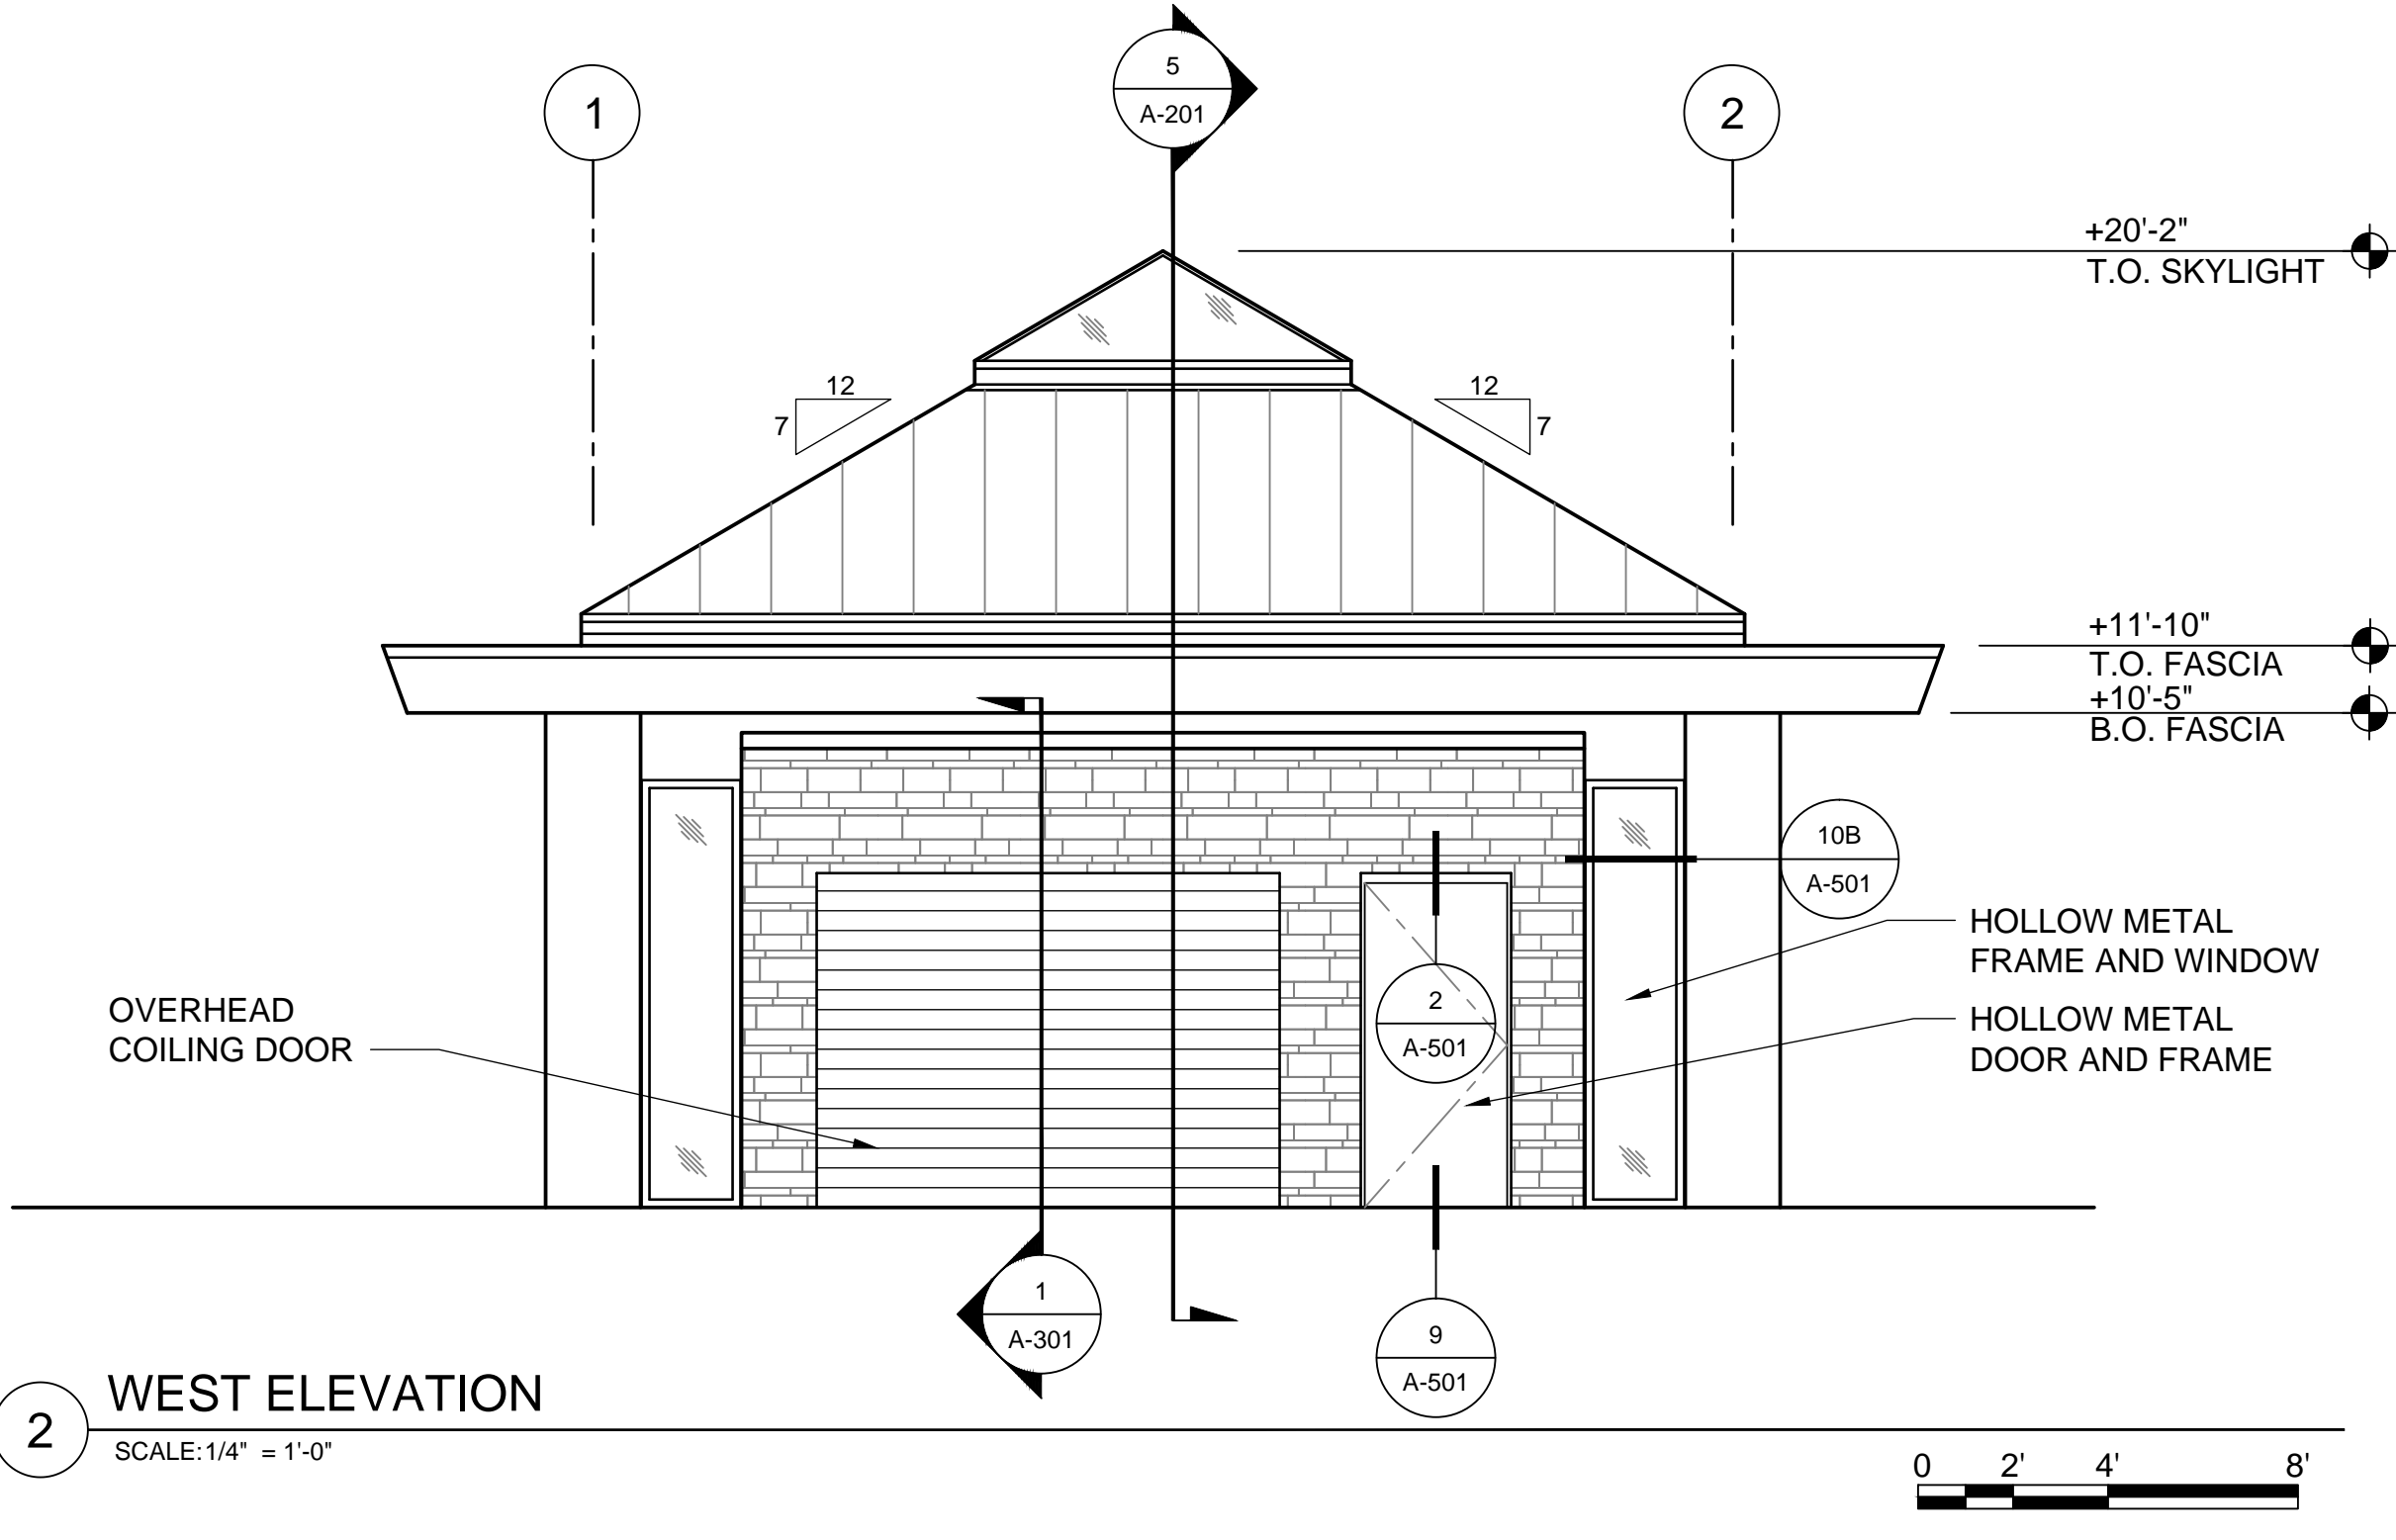 5
A-201
1
2
+20'-2"
T.O. SKYLIGHT
12
7
12
7
+11'-10"
T.O. FASCIA
+10'-5"
B.O. FASCIA
10B
A-501
HOLLOW METAL
FRAME AND WINDOW
2
A-501
OVERHEAD
COILING DOOR
HOLLOW METAL
DOOR AND FRAME
1
A-301
9
A-501
2
WEST ELEVATION
SCALE: 1/4" = 1'-0"
0 2' 4' 8'